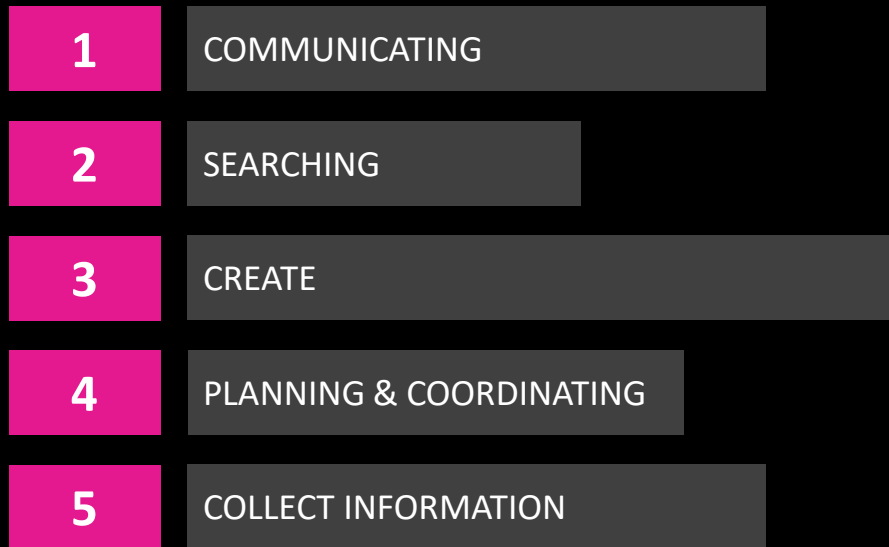 1 COMMUNICATING
2 SEARCHING
3 CREATE
4 PLANNING & COORDINATING
5 COLLECT INFORMATION